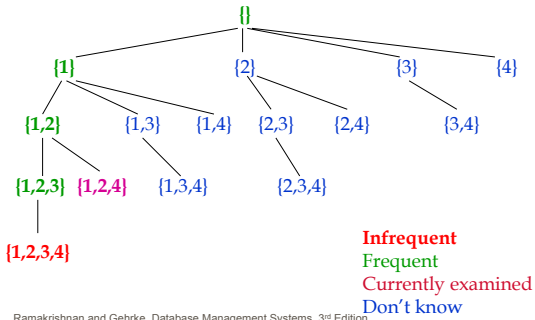 {}
{1} {2} {3} {4}
{1,2} {1,3} {1,4} {2,3} {2,4} {3,4}
{1,2,3} {1,2,4} {1,3,4} {2,3,4}
{1,2,3,4}
Infrequent
Frequent
Currently examined
Don't know
Ramakrishnan and Gehrke. Database Management Systems, 3rd Edition.